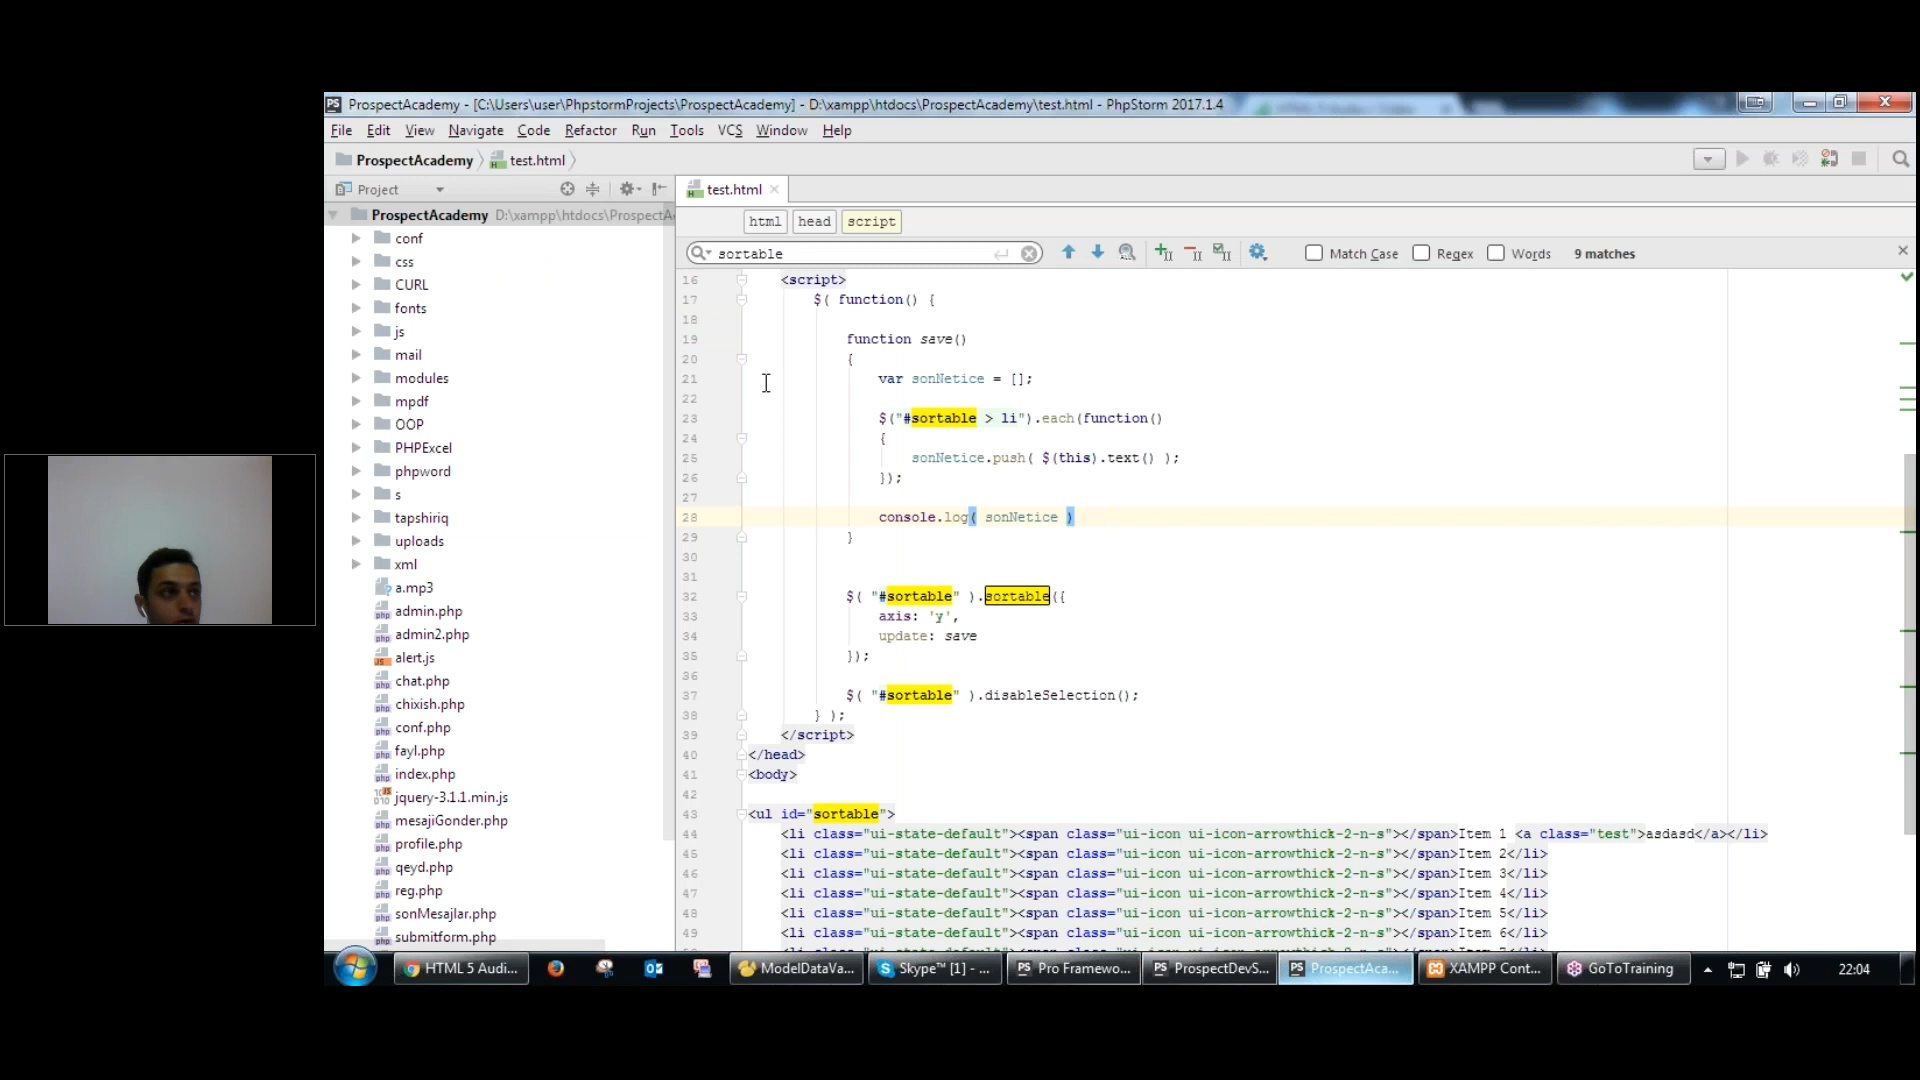 ProspectAcademy - [C:\Users\user\PhpstormProjects\ProspectAcademy] - D:\xampp\htdocs\ProspectAcademy\test.html - PhpStorm 2017.1.4
File Edit View Navigate Code Refactor Run Tools VCS Window Help
ProspectAcademy test.html
Project
test.html
ProspectAcademy D:\xampp\htdocs\ProspectA
conf
css
CURL
fonts
js
mail
modules
mpdf
OOP
PHPExcel
phpword
s
tapshiriq
uploads
xml
a.mp3
admin.php
admin2.php
alert.js
chat.php
chixish.php
conf.php
fayl.php
index.php
jquery-3.1.1.min.js
mesajiGonder.php
profile.php
qeyd.php
reg.php
sonMesajlar.php
submitform.php
html head script
sortable Match Case Regex Words 9 matches
16 <script>
17 $( function() {
18
19 function save()
20 {
21 var sonNetice = [];
22
23 $("#sortable > li").each(function()
24 {
25 sonNetice.push( $(this).text() );
26 });
27
28 console.log( sonNetice )
29 }
30
31
32 $( "#sortable" ).sortable({
33 axis: 'y',
34 update: save
35 });
36
37 $( "#sortable" ).disableSelection();
38 } );
39 </script>
40 </head>
41 <body>
42
43 <ul id="sortable">
44 <li class="ui-state-default"><span class="ui-icon ui-icon-arrowthick-2-n-s"></span>Item 1 <a class="test">asdasd</a></li>
45 <li class="ui-state-default"><span class="ui-icon ui-icon-arrowthick-2-n-s"></span>Item 2</li>
46 <li class="ui-state-default"><span class="ui-icon ui-icon-arrowthick-2-n-s"></span>Item 3</li>
47 <li class="ui-state-default"><span class="ui-icon ui-icon-arrowthick-2-n-s"></span>Item 4</li>
48 <li class="ui-state-default"><span class="ui-icon ui-icon-arrowthick-2-n-s"></span>Item 5</li>
49 <li class="ui-state-default"><span class="ui-icon ui-icon-arrowthick-2-n-s"></span>Item 6</li>
HTML 5 Audi... ModelDataVa... Skype™ [1] - ... Pro Framewo... ProspectDevS... ProspectAca... XAMPP Cont... GoToTraining 22:04